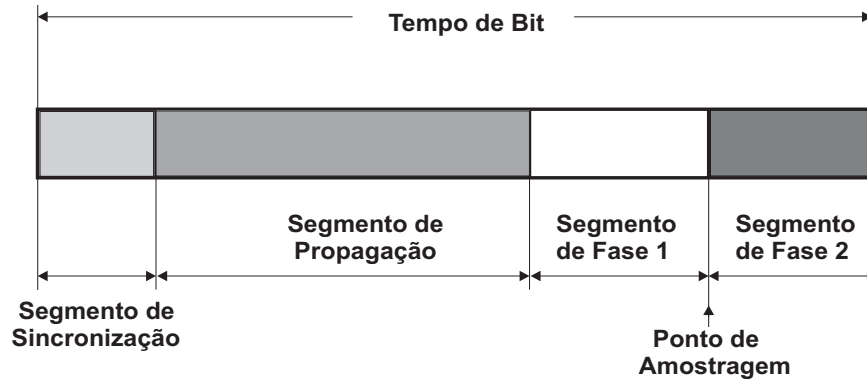 Tempo de Bit
Segmento de
Propagação
Segmento
de Fase 1
Segmento
de Fase 2
Segmento de
Sincronização
Ponto de
Amostragem